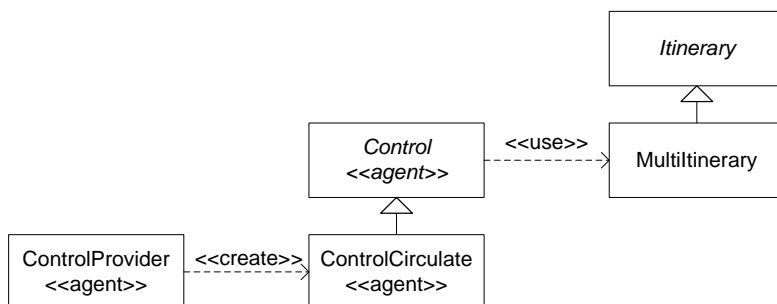 Itinerary
Control
<<agent>>
<<use>>
MultiItinerary
ControlProvider
<<agent>>
<<create>>
ControlCirculate
<<agent>>